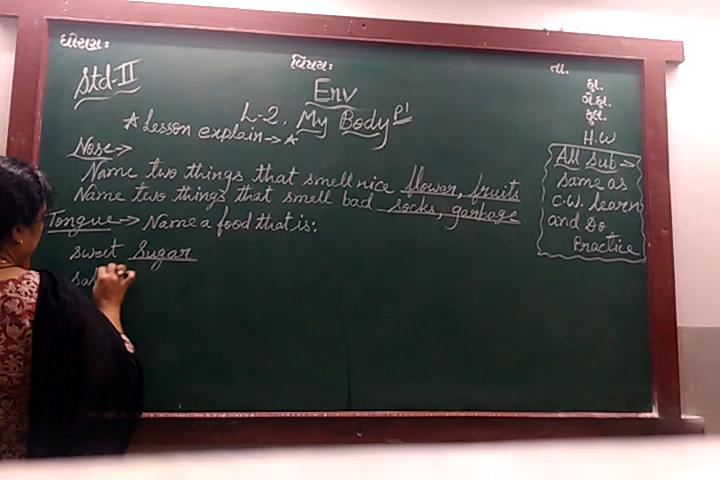 ધોરણ:
વિષય:
તા.
Std-II
Env
હા.
ગે.હા.
કુલ.
L-2. My Body P1
* Lesson explain→*
Nose→
Name two things that smell nice flower, fruits
Name two things that smell bad socks, garbage
Tongue→ Name a food that is:
sweet Sugar
H.W
All sub→
same as
C.W. learn
and Do
Practice